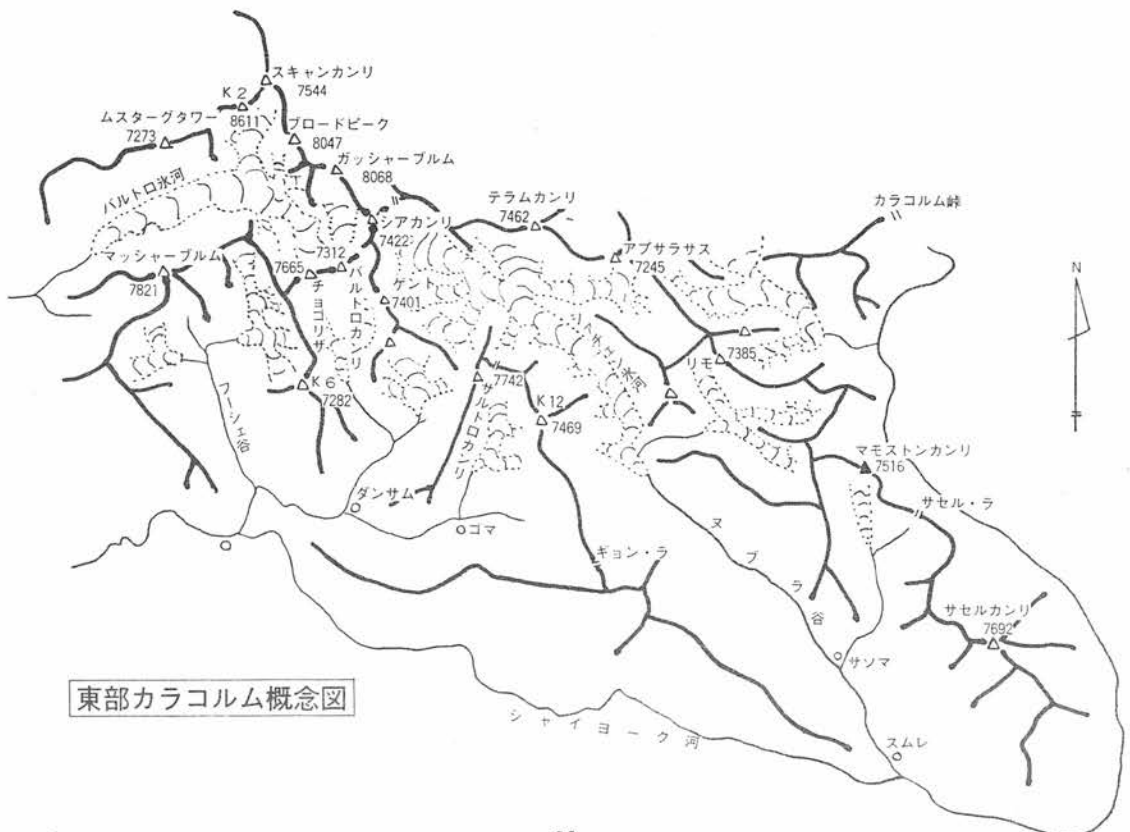 スキャンカンリ
7544
K2
8611
ムスターグタワー
7273
ブロードピーク
8047
ガッシャーブルム
8068
バルトロ氷河
テラムカンリ
7462
カラコルム峠
シアカンリ
7422
マッシャーブルム
7821
7312
7665
アプサラサス
7245
チョゴリザ
バルトロカンリ
ゲント
7401
N
リモ
7385
K6
7282
7742
サルトロカンリ
K12
7469
フーシェ谷
マモストンカンリ
7516
ダンサム
ゴマ
サセル・ラ
ギョン・ラ
ヌブラ谷
サセルカンリ
7692
サソマ
東部カラコルム概念図
シャイヨーク河
スムレ